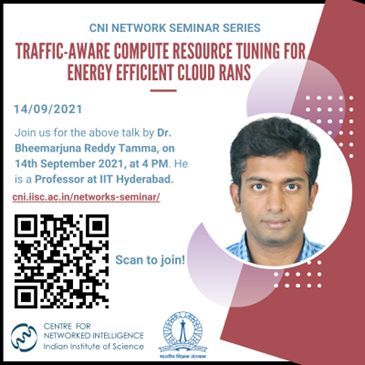 CNI NETWORK SEMINAR SERIES
TRAFFIC-AWARE COMPUTE RESOURCE TUNING FOR
ENERGY EFFICIENT CLOUD RANS
14/09/2021
Join us for the above talk by Dr.
Bheemarjuna Reddy Tamma, on
14th September 2021, at 4 PM. He
is a Professor at IIT Hyderabad.
cni.iisc.ac.in/networks-seminar/
Scan to join!
CENTRE FOR
NETWORKED INTELLIGENCE
Indian Institute of Science